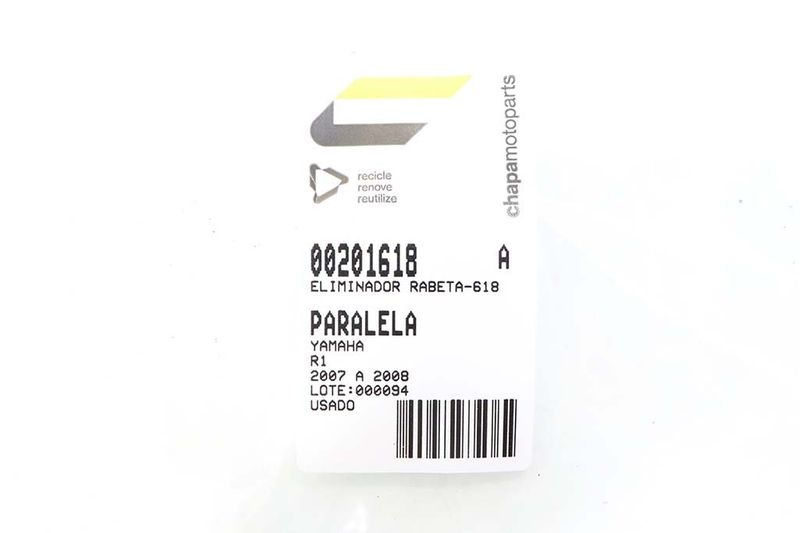 chapamotoparts
recicle
renove
reutilize
00201618 A
ELIMINADOR RABETA-618
PARALELA
YAMAHA
R1
2007 A 2008
LOTE:000094
USADO